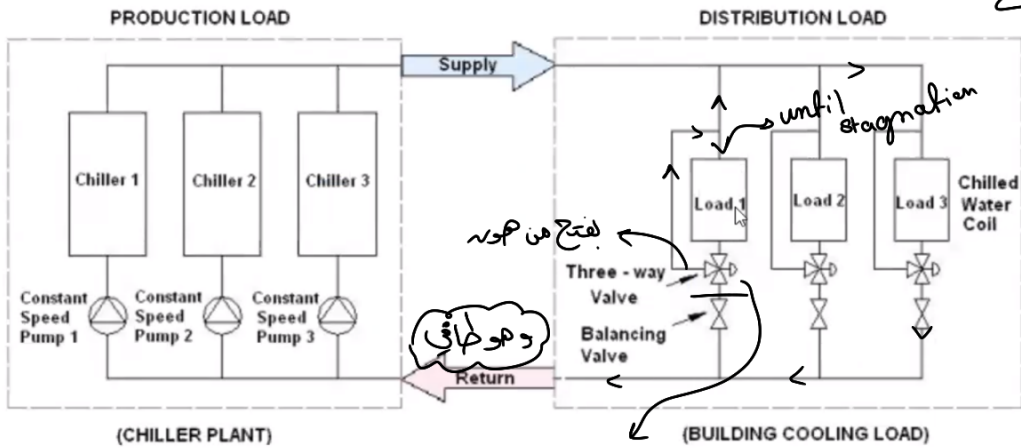 PRODUCTION LOAD
DISTRIBUTION LOAD
Supply
until
stagnation
Chiller 1
Chiller 2
Chiller 3
Load 1
Load 2
Load 3
Chilled
Water
Coil
بفتح من هون
Three - way
Valve
Constant
Speed
Pump 1
Constant
Speed
Pump 2
Constant
Speed
Pump 3
Balancing
Valve
Return
(CHILLER PLANT)
(BUILDING COOLING LOAD)